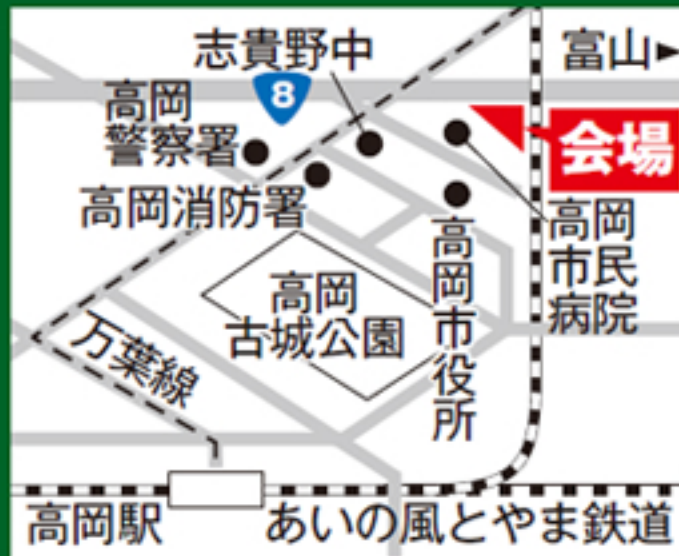 志貴野中
富山
8
高岡
警察署
会場
高岡消防署
高岡
市民
病院
高岡市役所
高岡
古城公園
万葉線
高岡駅
あいの風とやま鉄道